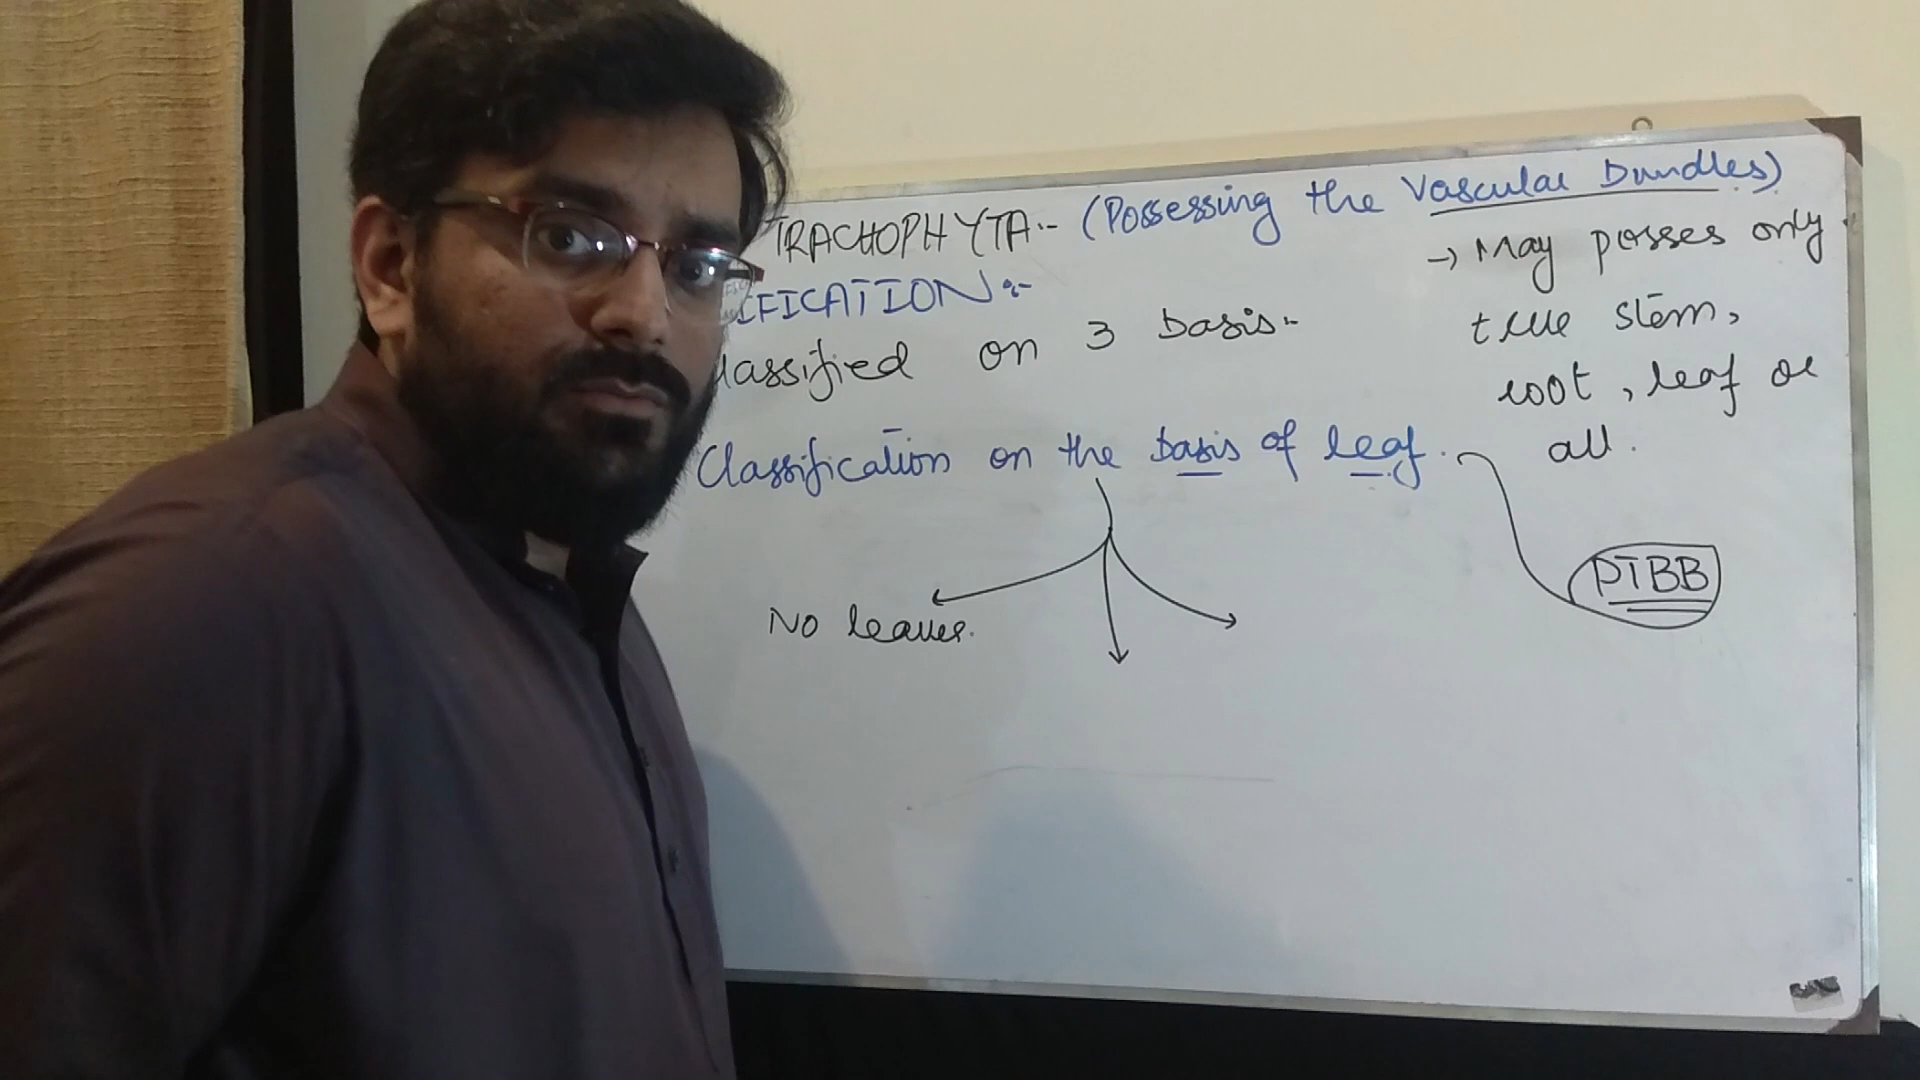 TRACHOPHYTA:- (Possessing the Vascular Bundles)
→ May posses only
IFICATION:-
true stem,
lassified on 3 basis.
root, leaf or
all.
Classification on the basis of leaf.
PTBB
No leaves.